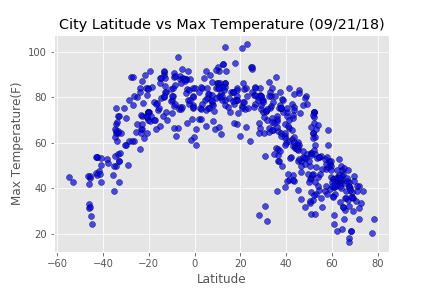 City Latitude vs Max Temperature (09/21/18)
100
80
60
40
20
Max Temperature(F)
−60 −40 −20 0 20 40 60 80
Latitude